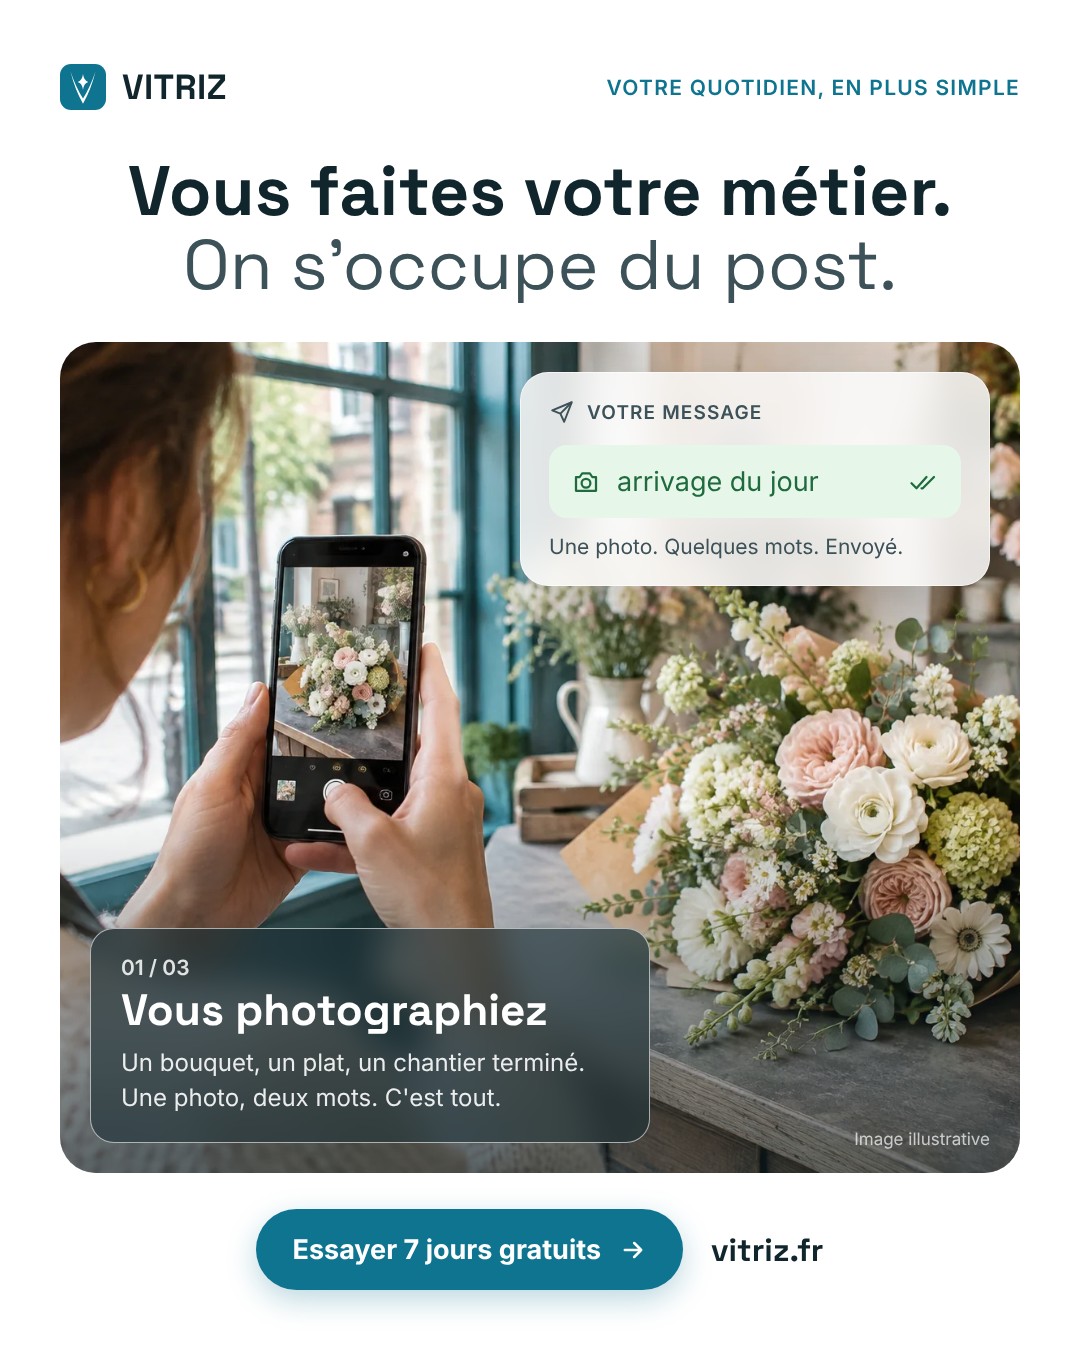 VITRIZ
VOTRE QUOTIDIEN, EN PLUS SIMPLE
Vous faites votre métier.
On s’occupe du post.
VOTRE MESSAGE
arrivage du jour
Une photo. Quelques mots. Envoyé.
01 / 03
Vous photographiez
Un bouquet, un plat, un chantier terminé.
Une photo, deux mots. C'est tout.
Image illustrative
Essayer 7 jours gratuits →
vitriz.fr